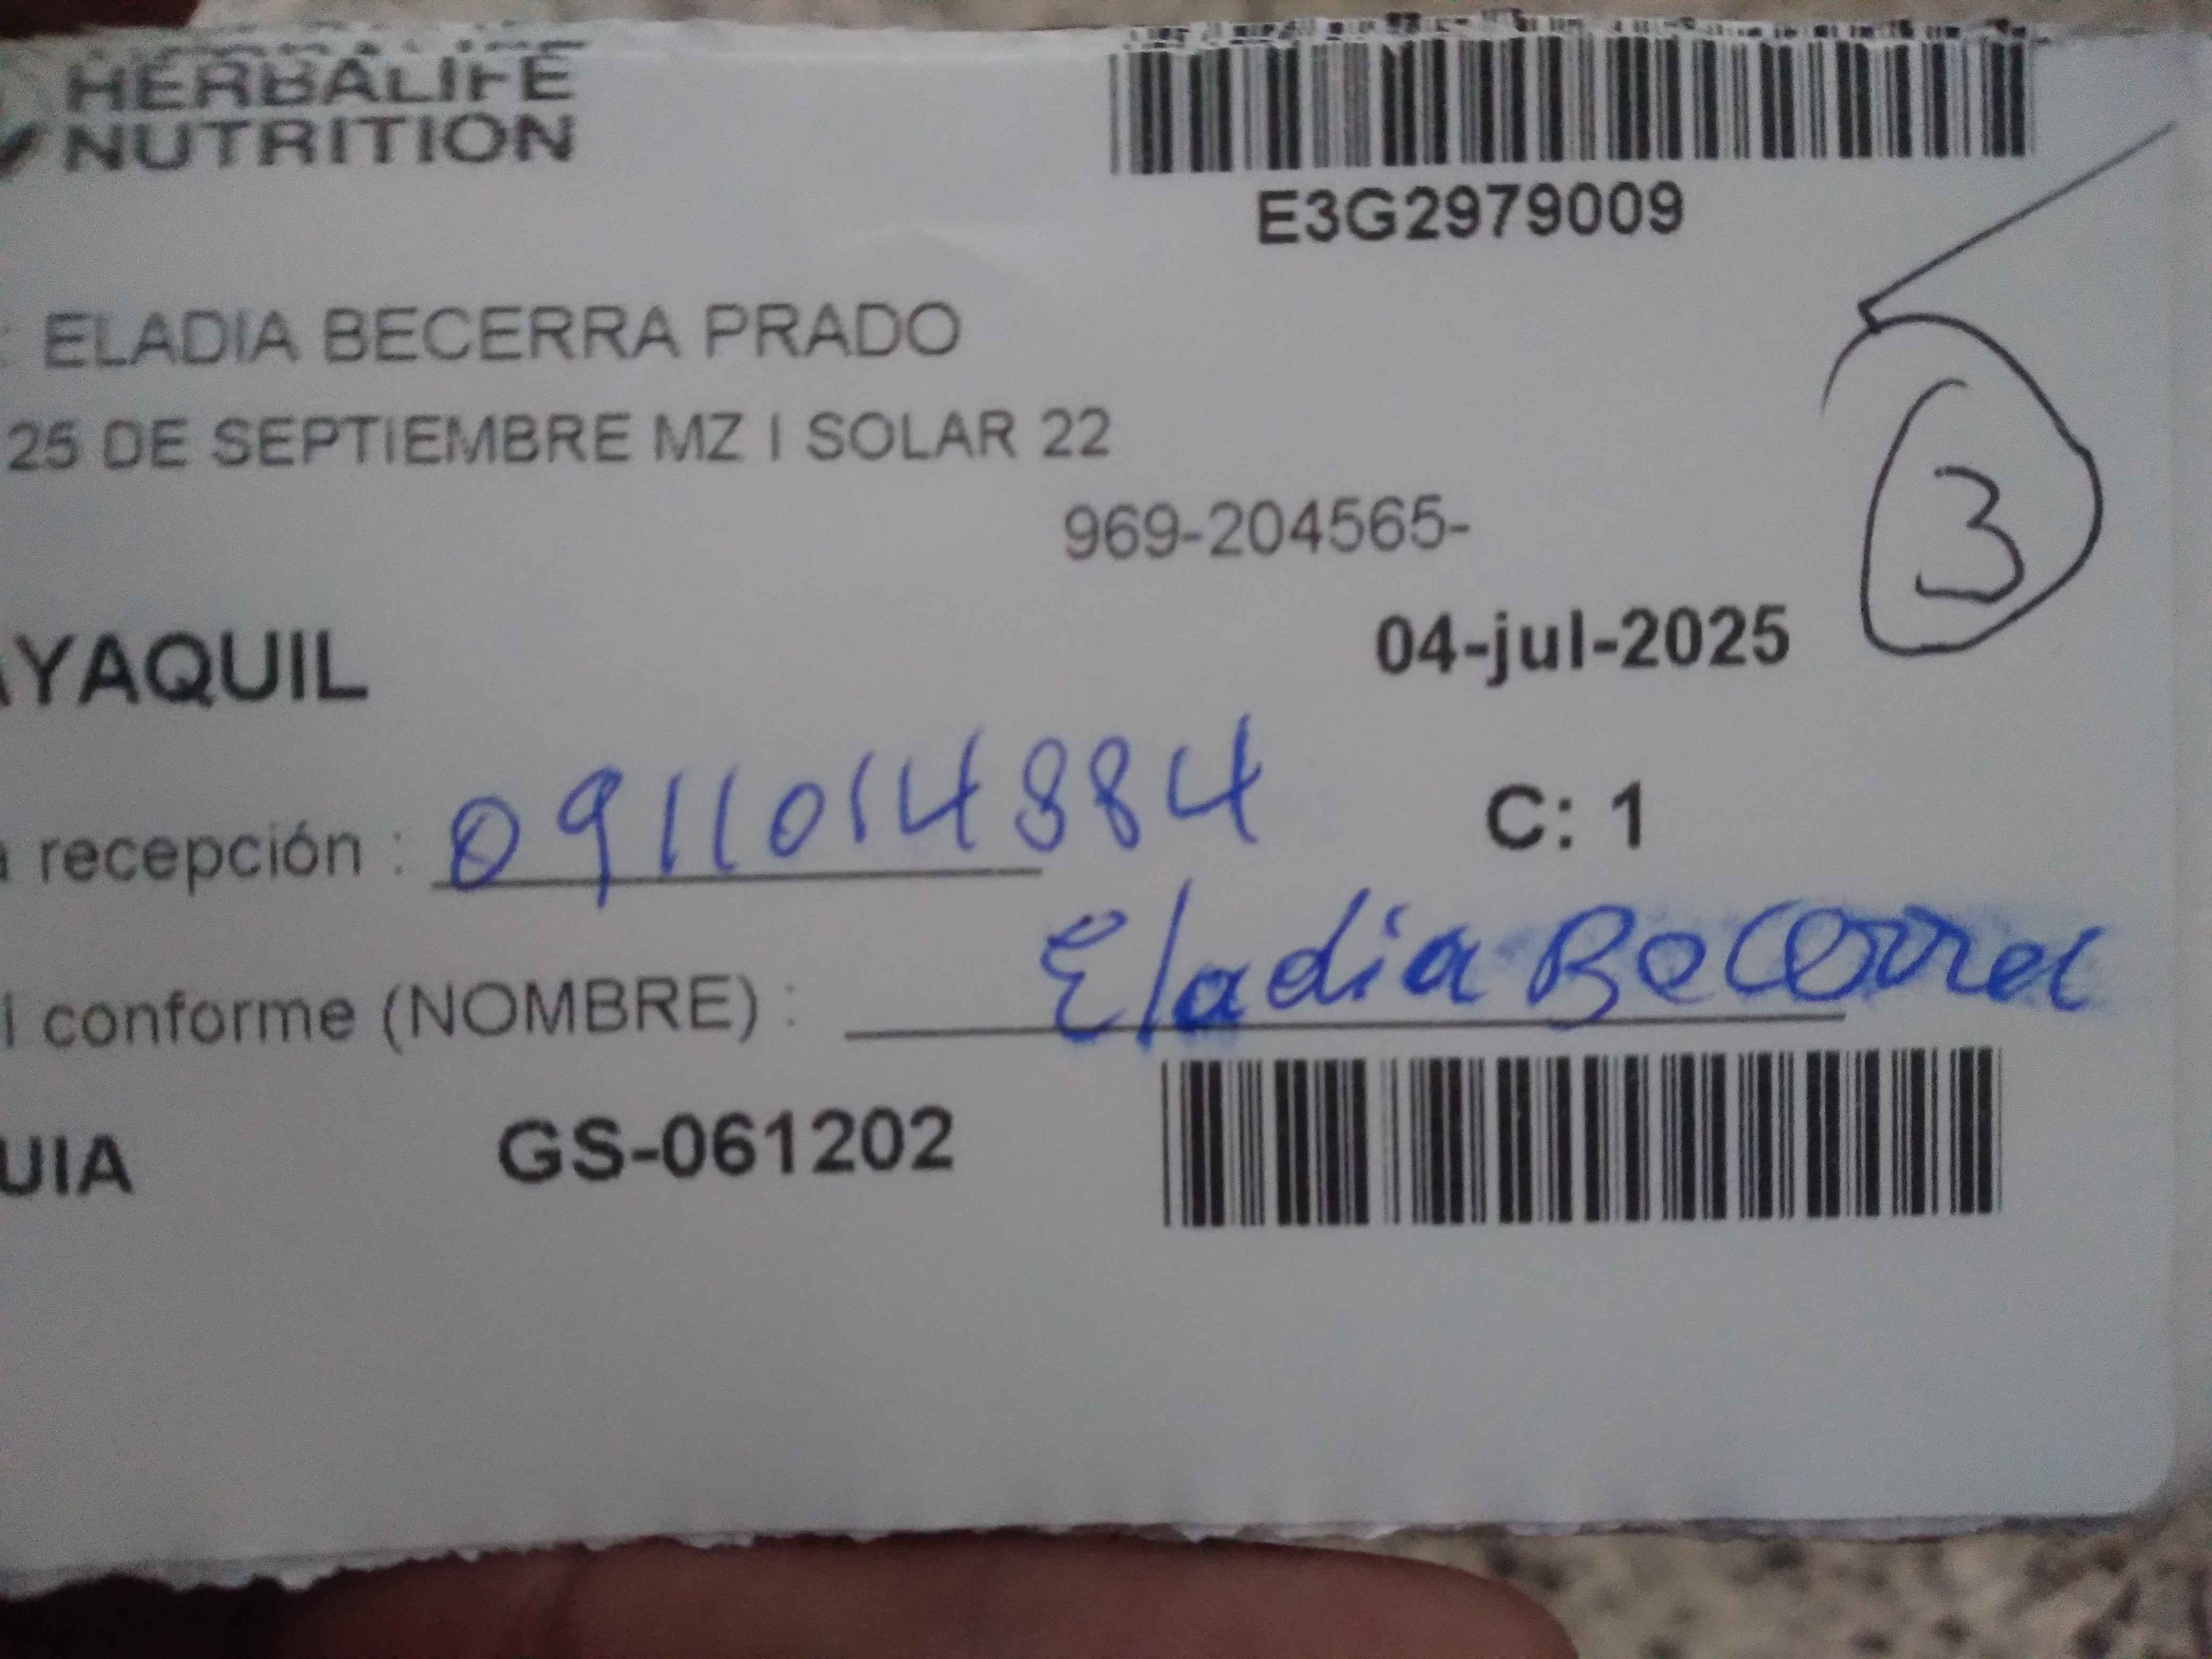 HERBALIFE
NUTRITION
E3G2979009
: ELADIA BECERRA PRADO
25 DE SEPTIEMBRE MZ I SOLAR 22
969-204565-
3
AYAQUIL
04-jul-2025
a recepción : 0911014884
C: 1
i conforme (NOMBRE) : Eladia Becerra
UIA GS-061202